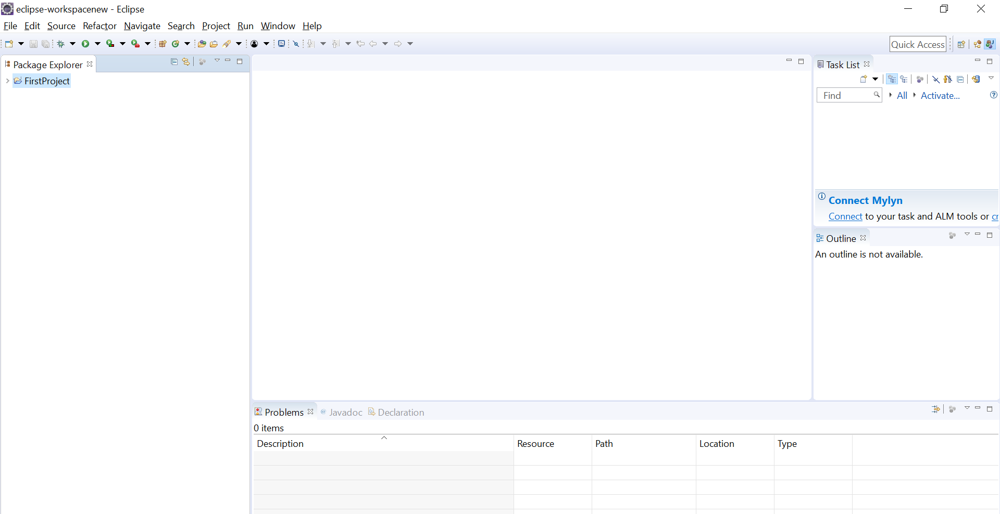 eclipse-workspacenew - Eclipse
File Edit Source Refactor Navigate Search Project Run Window Help
Quick Access
Package Explorer
FirstProject
Task List
Find All Activate...
Connect Mylyn
Connect to your task and ALM tools or cr
Outline
An outline is not available.
Problems @ Javadoc Declaration
0 items
Description Resource Path Location Type